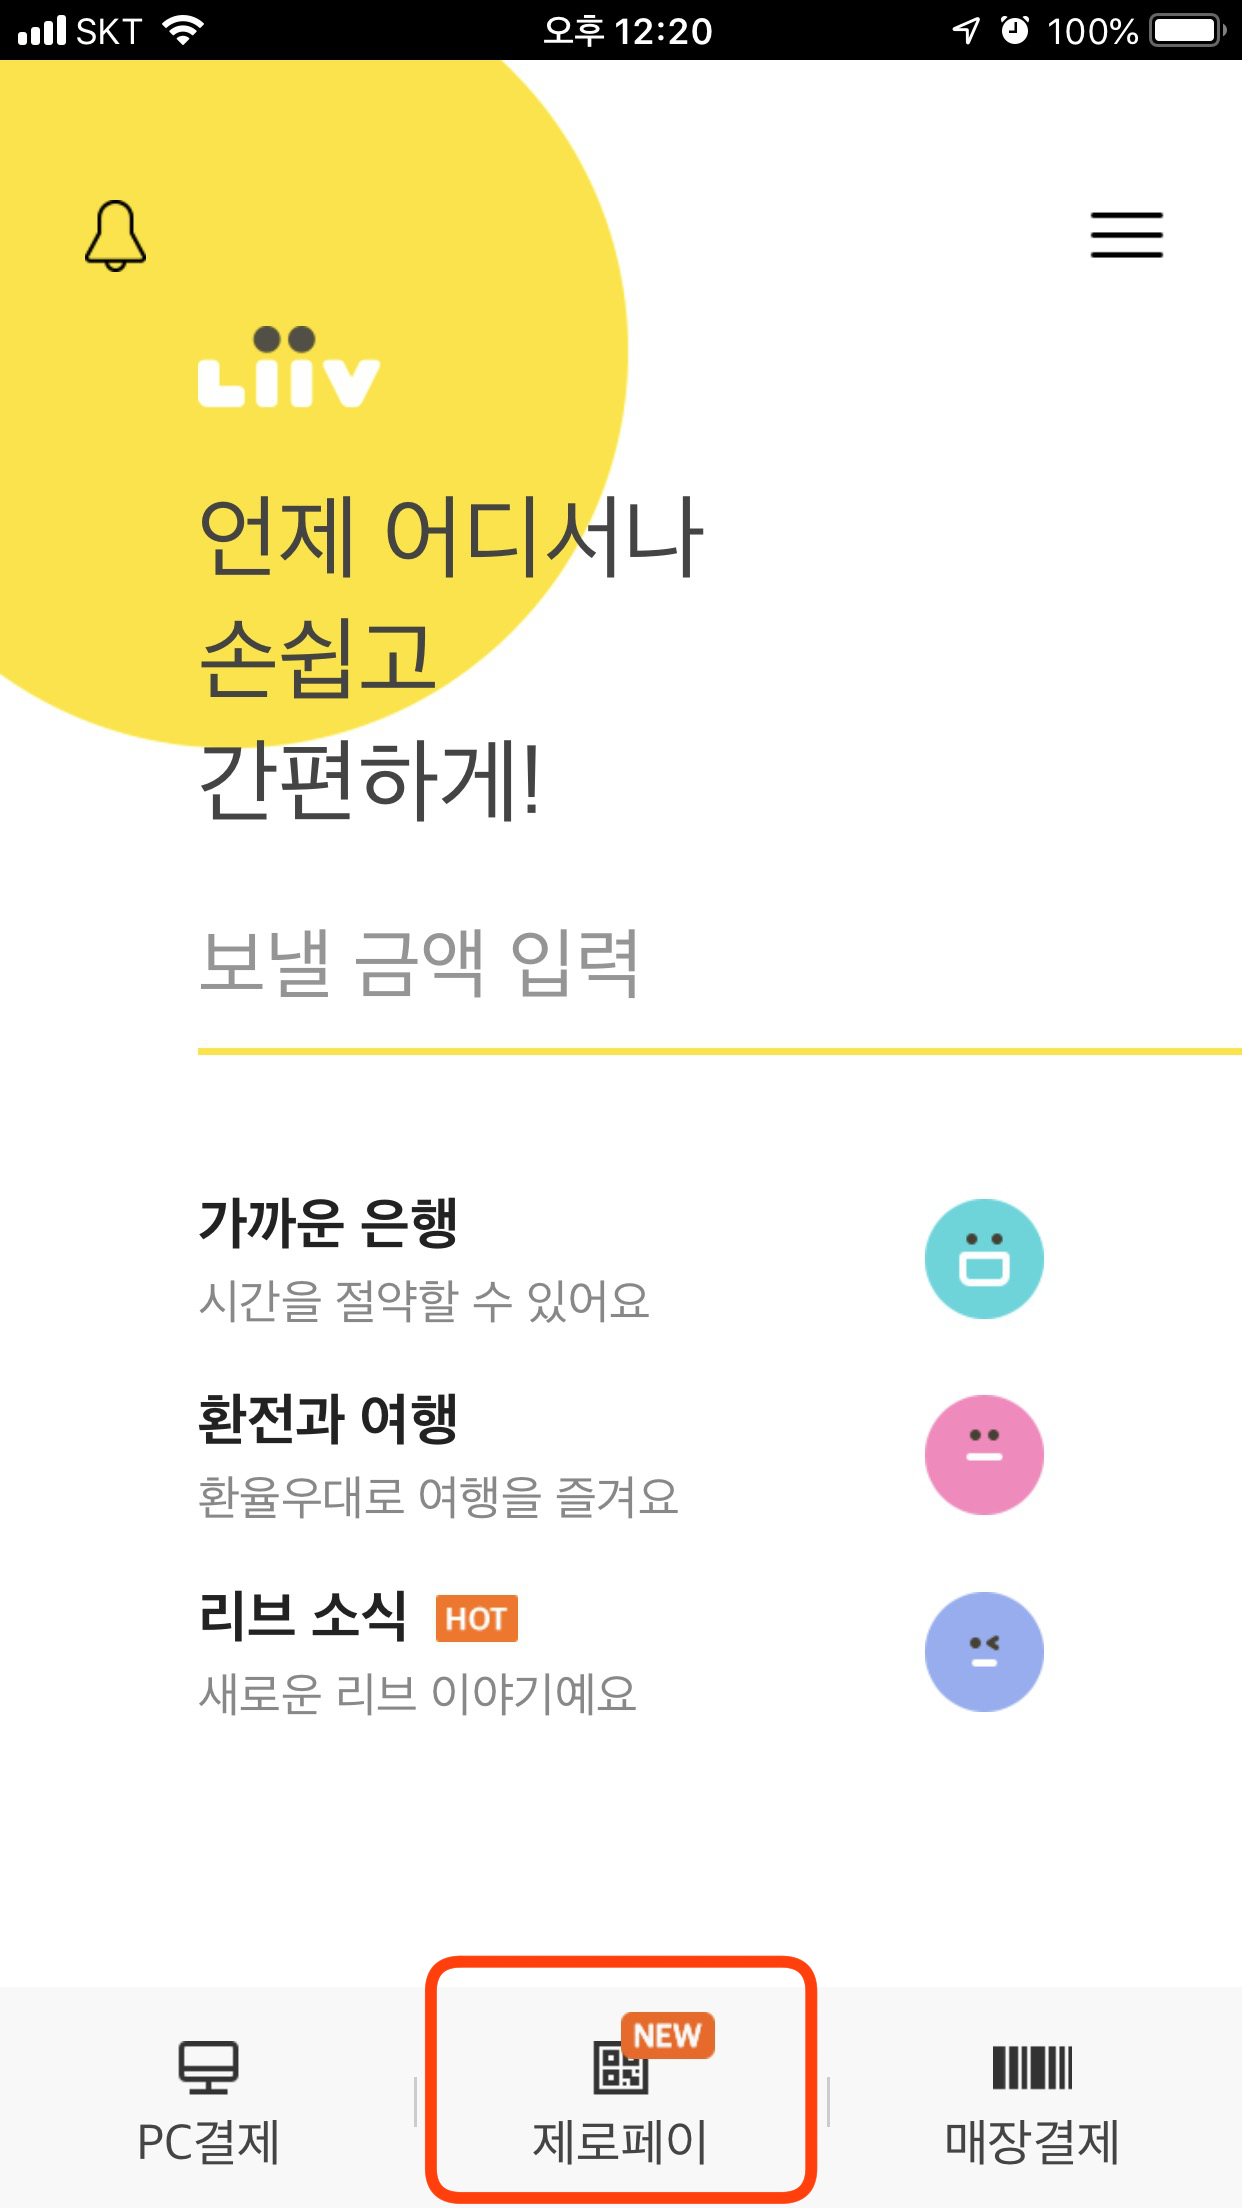 SKT 오후 12:20 100%
Liiv
언제 어디서나
손쉽고
간편하게!
보낼 금액 입력
가까운 은행
시간을 절약할 수 있어요
환전과 여행
환율우대로 여행을 즐겨요
리브 소식 HOT
새로운 리브 이야기예요
NEW
PC결제 제로페이 매장결제